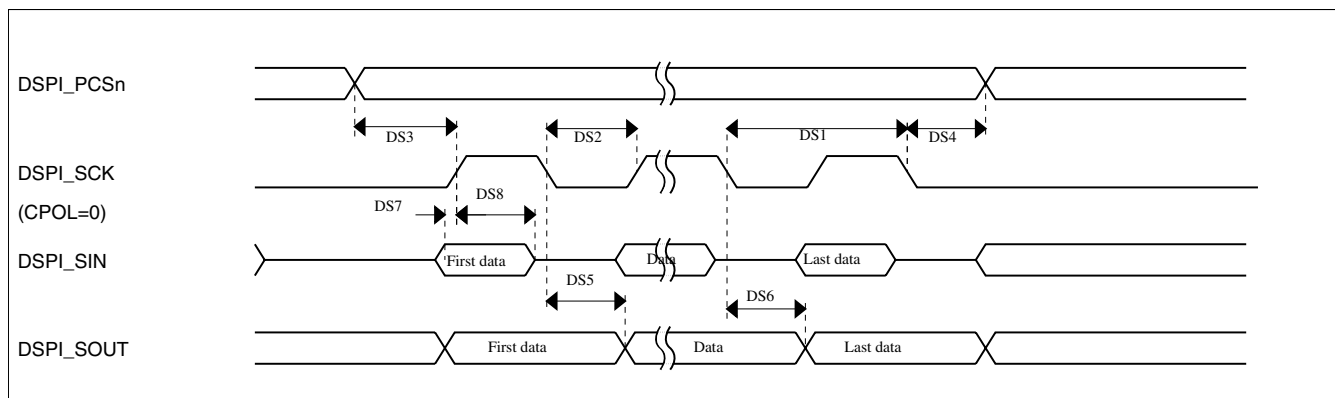 DSPI_PCSn
DS3
DS2
DS1
DS4
DSPI_SCK
(CPOL=0)
DS7
DS8
DSPI_SIN
First data
Data
Last data
DS5
DS6
DSPI_SOUT
First data
Data
Last data